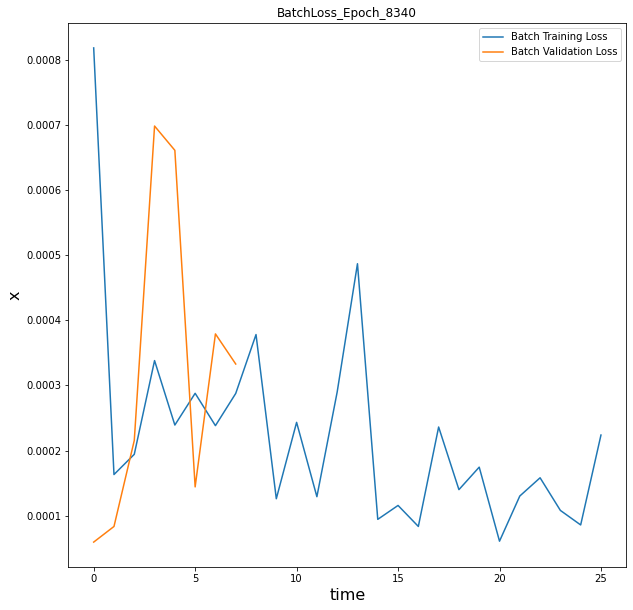 BatchLoss_Epoch_8340
Batch Training Loss
Batch Validation Loss
0.0008
0.0007
0.0006
0.0005
0.0004
0.0003
0.0002
0.0001
x
0 5 10 15 20 25
time